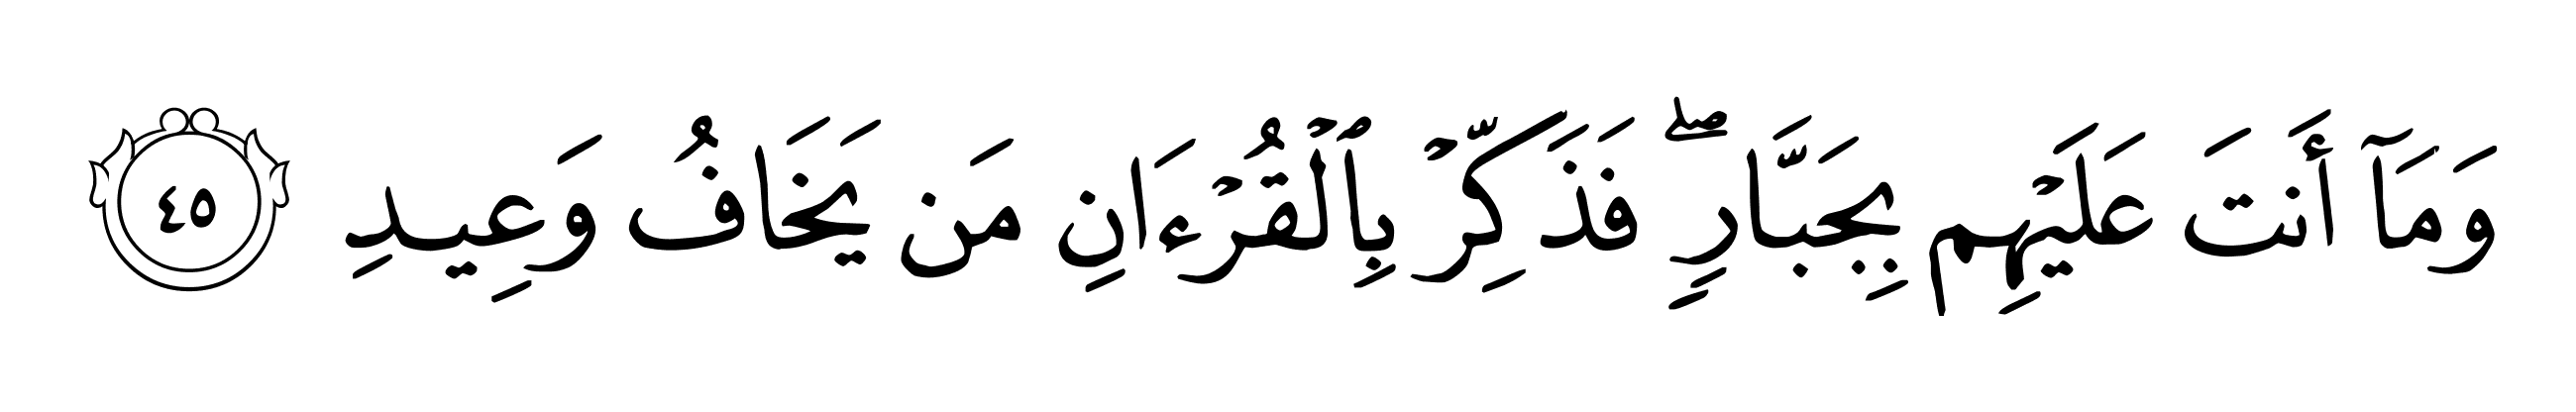 وَمَآ أَنتَ عَلَيْهِم بِجَبَّارٍۖ فَذَكِّرْ بِٱلْقُرْءَانِ مَن يَخَافُ وَعِيدِ ٤٥